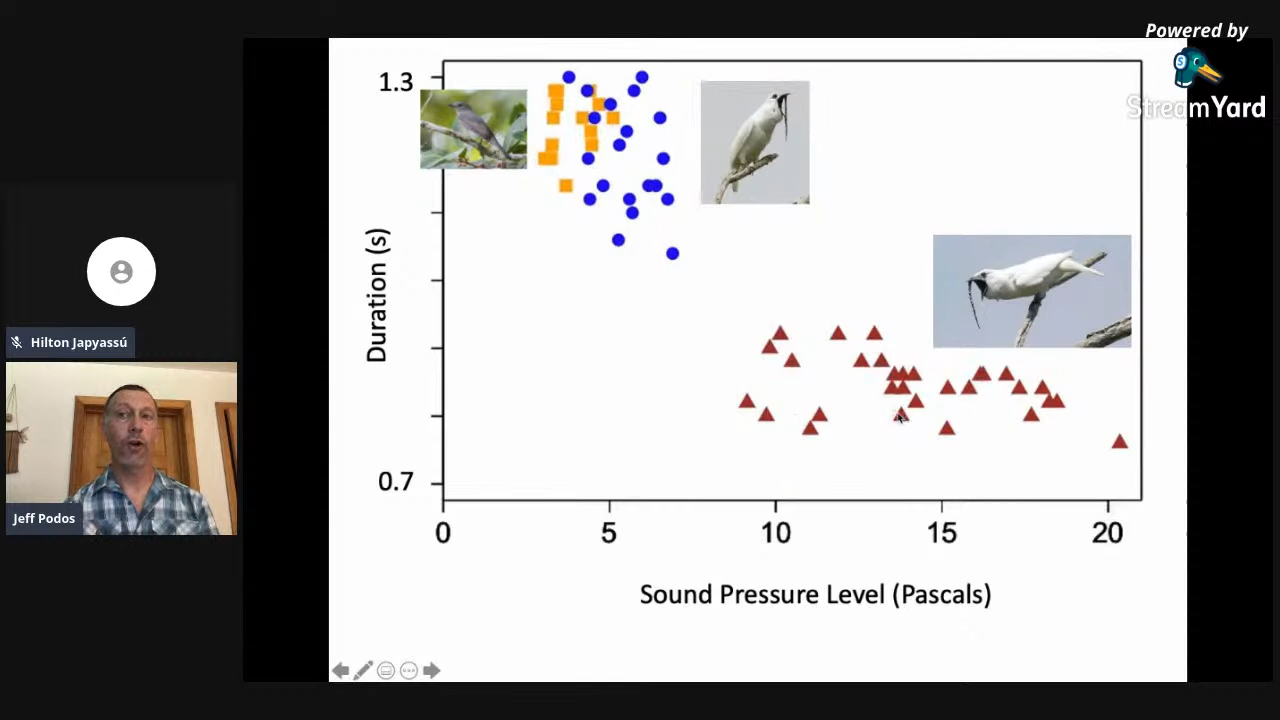 Powered by
StreamYard
1.3
Duration (s)
0.7
0 5 10 15 20
Sound Pressure Level (Pascals)
Hilton Japyassú
Jeff Podos